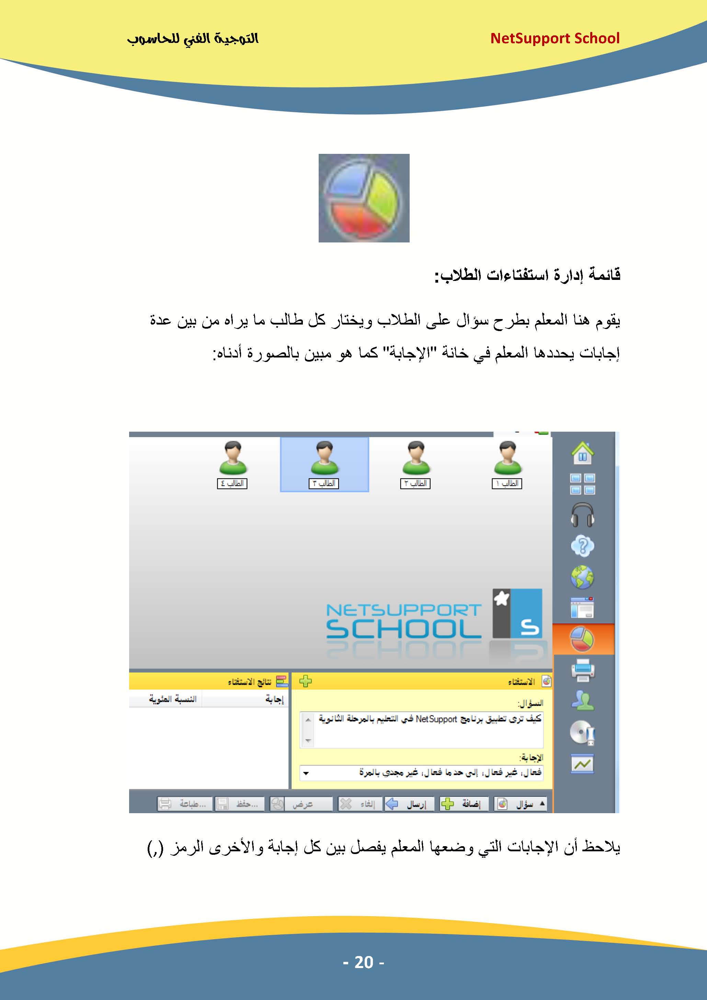 NetSupport School
التوجية الفني للحاسوب
قائمة إدارة استفتاءات الطلاب:
يقوم هنا المعلم بطرح سؤال على الطلاب ويختار كل طالب ما يراه من بين عدة
إجابات يحددها المعلم في خانة "الإجابة" كما هو مبين بالصورة أدناه:
الطالب ١
الطالب ٢
الطالب ٣
الطالب ٤
NETSUPPORT
SCHOOL
S
الاستفتاء
السؤال:
كيف ترى تطبيق برنامج NetSupport في التعليم بالمرحلة الثانوية
الإجابة:
فعال، غير فعال، إلى حد ما فعال، غير مجدي بالمرة
نتائج الاستفتاء
إجابة
النسبة المئوية
سؤال
إضافة
إرسال
إلغاء
عرض
حفظ...
طباعة...
يلاحظ أن الإجابات التي وضعها المعلم يفصل بين كل إجابة والأخرى الرمز (,)
- 20 -